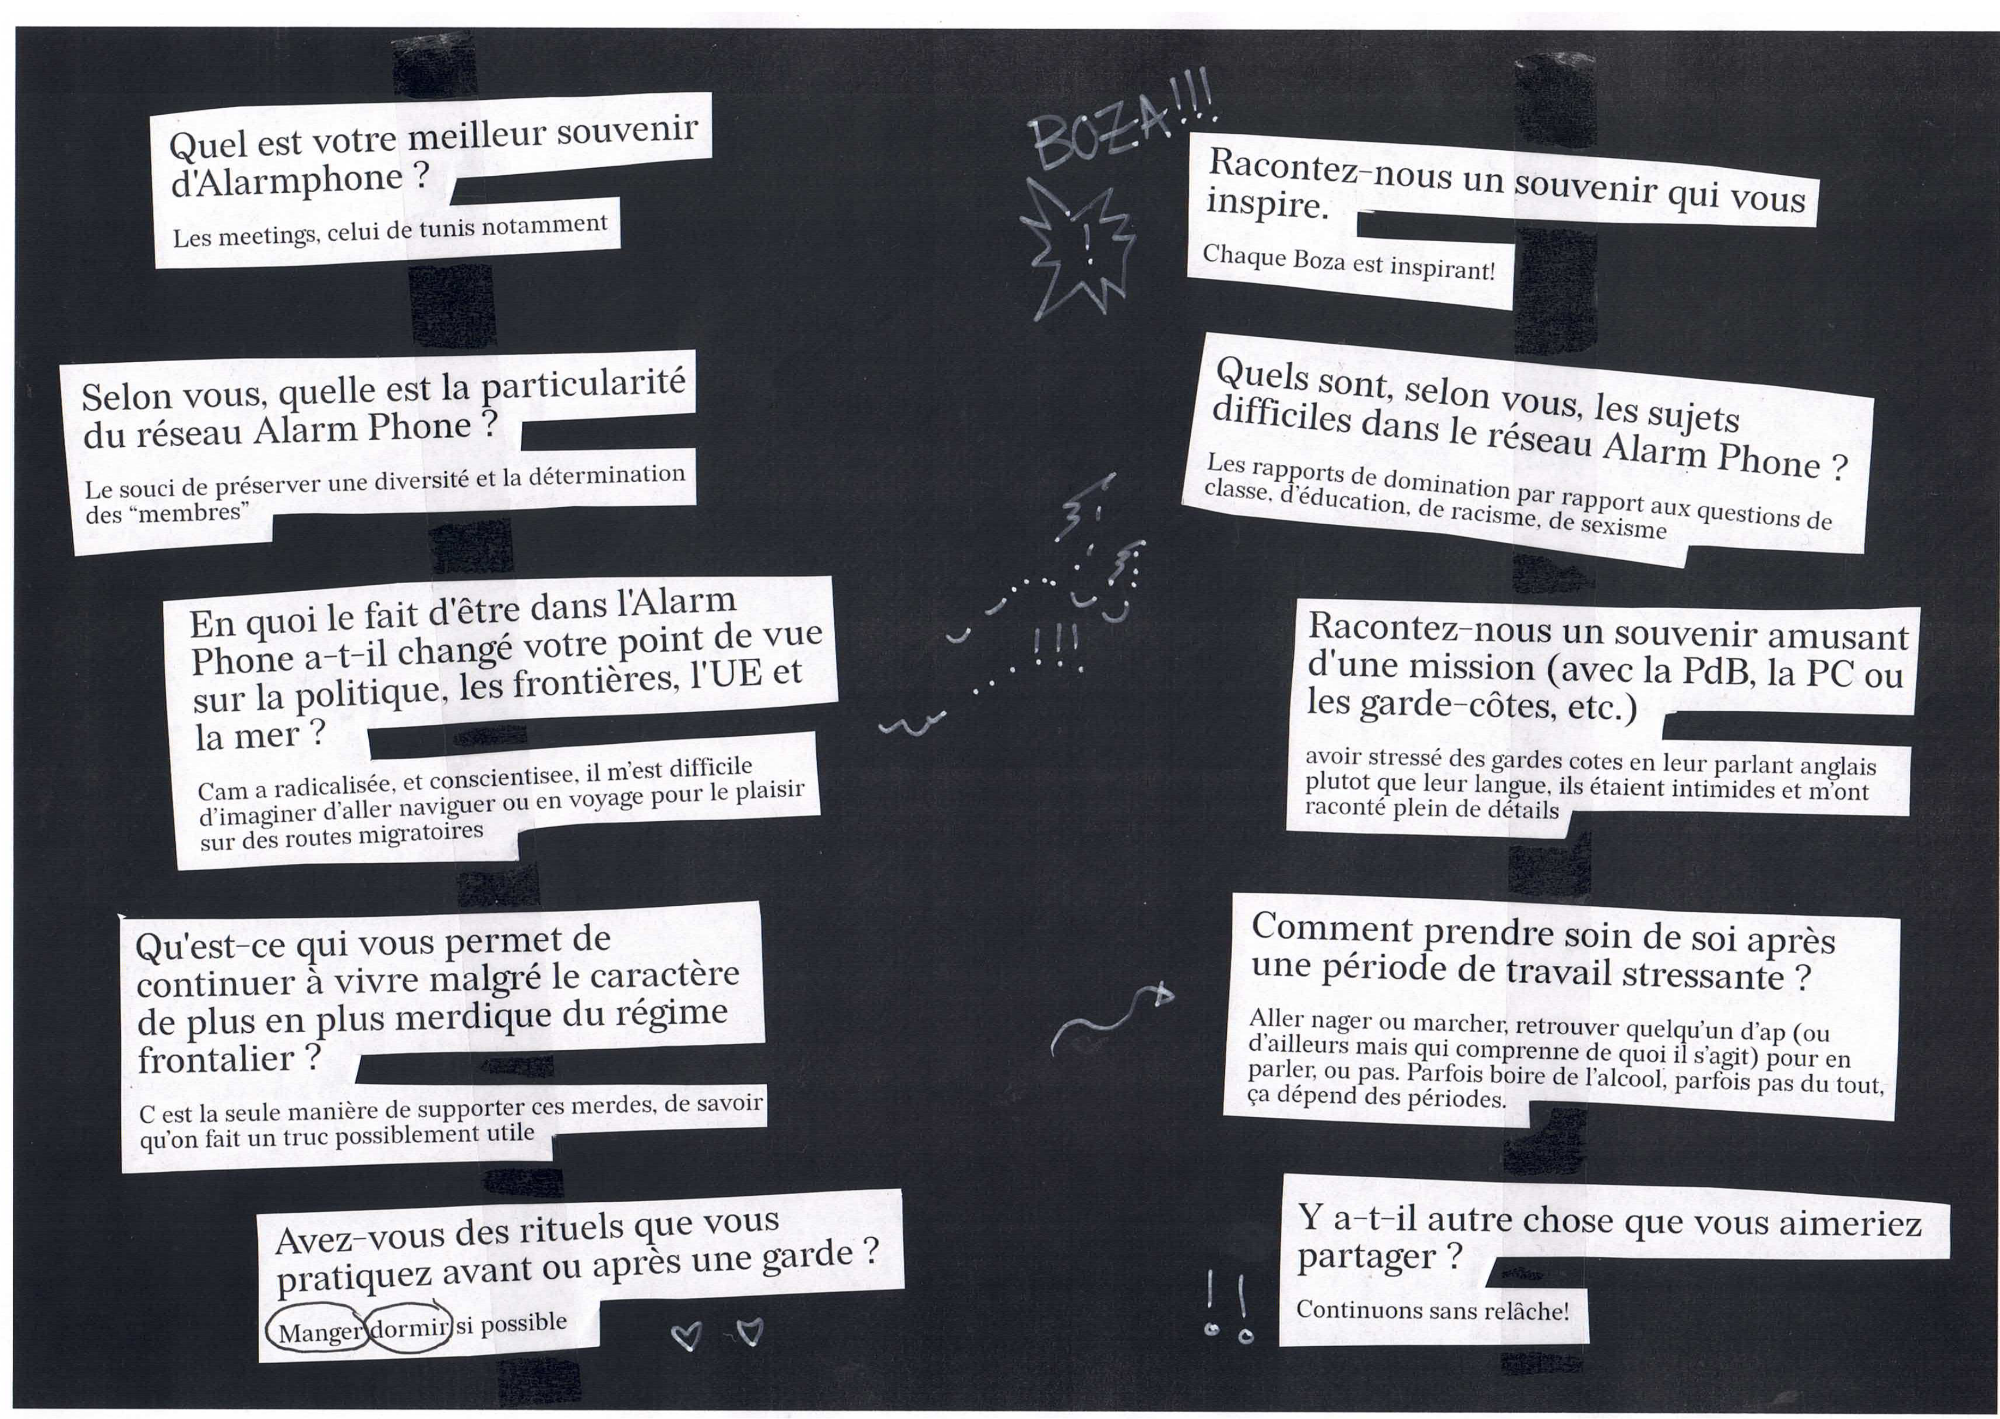 Quel est votre meilleur souvenir
d'Alarmphone ?
Les meetings, celui de tunis notamment
Selon vous, quelle est la particularité
du réseau Alarm Phone ?
Le souci de préserver une diversité et la détermination
des “membres”
En quoi le fait d'être dans l'Alarm
Phone a-t-il changé votre point de vue
sur la politique, les frontières, l'UE et
la mer ?
Cam a radicalisée, et conscientisee, il m’est difficile
d’imaginer d’aller naviguer ou en voyage pour le plaisir
sur des routes migratoires
Qu'est-ce qui vous permet de
continuer à vivre malgré le caractère
de plus en plus merdique du régime
frontalier ?
C est la seule manière de supporter ces merdes, de savoir
qu’on fait un truc possiblement utile
Avez-vous des rituels que vous
pratiquez avant ou après une garde ?
Manger dormir si possible
BOZA!!!
!
Racontez-nous un souvenir qui vous
inspire.
Chaque Boza est inspirant!
Quels sont, selon vous, les sujets
difficiles dans le réseau Alarm Phone ?
Les rapports de domination par rapport aux questions de
classe, d’éducation, de racisme, de sexisme
!!!
Racontez-nous un souvenir amusant
d'une mission (avec la PdB, la PC ou
les garde-côtes, etc.)
avoir stressé des gardes cotes en leur parlant anglais
plutot que leur langue, ils étaient intimides et m’ont
raconté plein de détails
Comment prendre soin de soi après
une période de travail stressante ?
Aller nager ou marcher, retrouver quelqu’un d’ap (ou
d’ailleurs mais qui comprenne de quoi il s’agit) pour en
parler, ou pas. Parfois boire de l’alcool, parfois pas du tout,
ça dépend des périodes.
Y a-t-il autre chose que vous aimeriez
partager ?
Continuons sans relâche!
!!